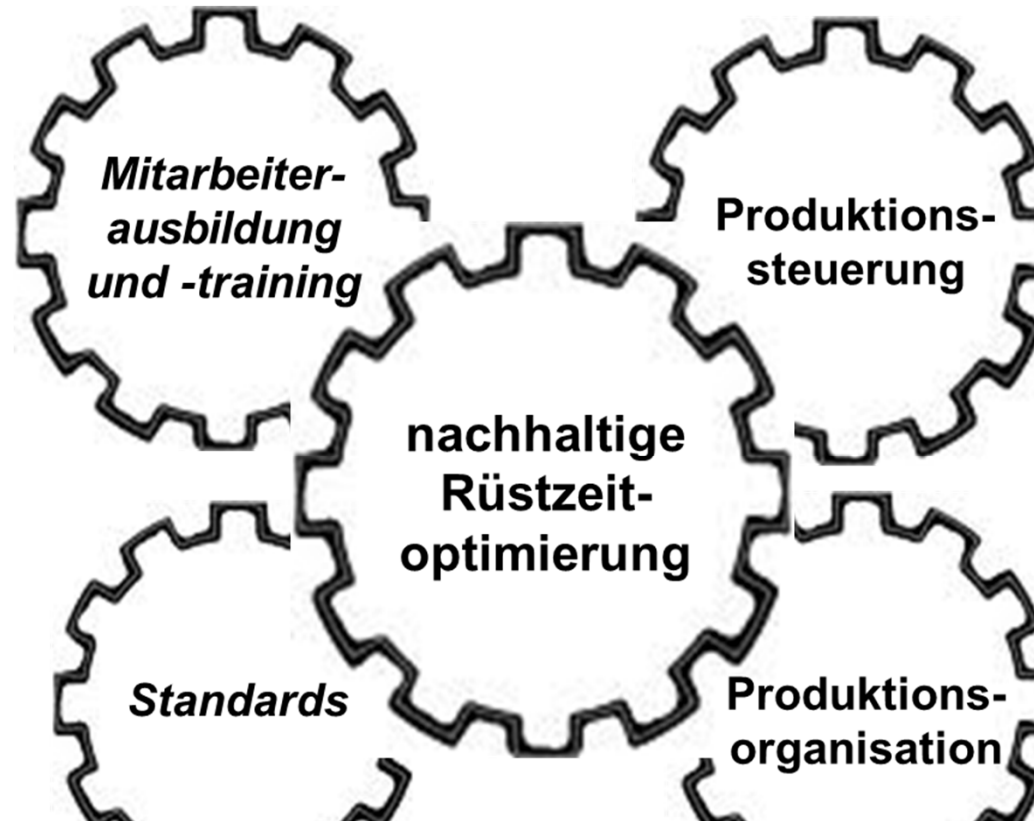 Mitarbeiter-
ausbildung
und -training
Produktions-
steuerung
nachhaltige
Rüstzeit-
optimierung
Standards
Produktions-
organisation